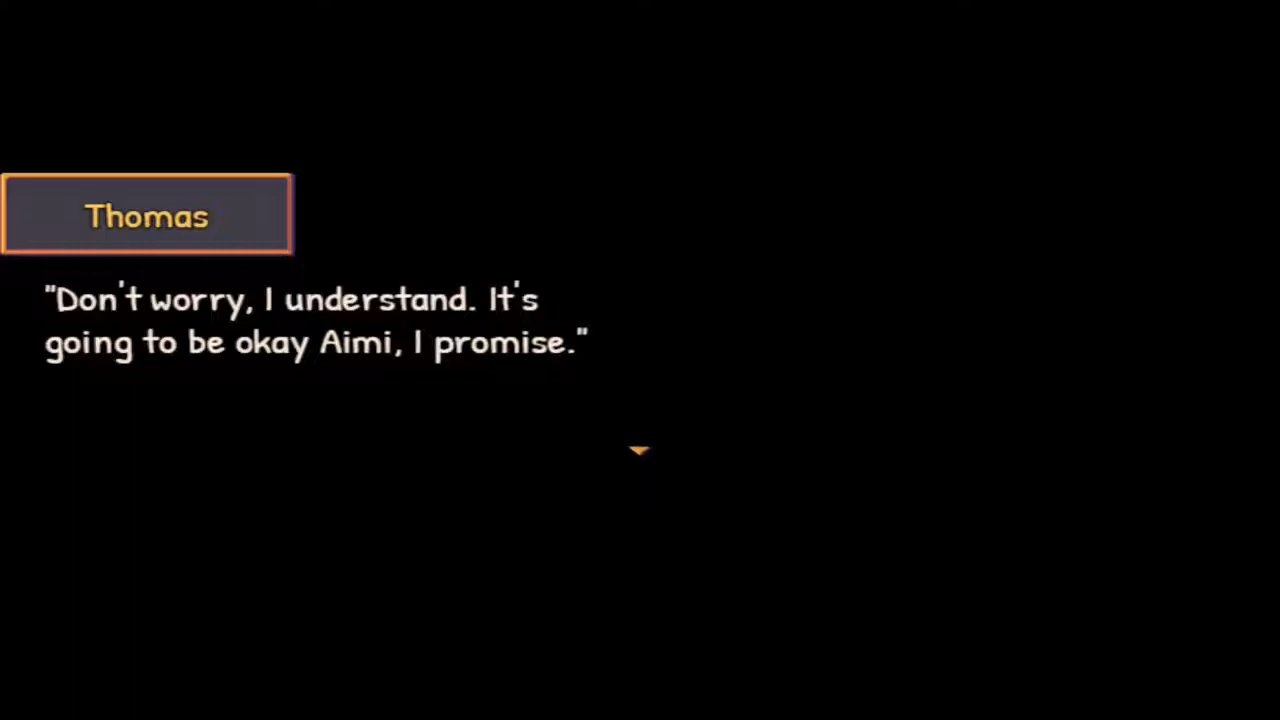 Thomas
"Don't worry, I understand. It's
going to be okay Aimi, I promise."